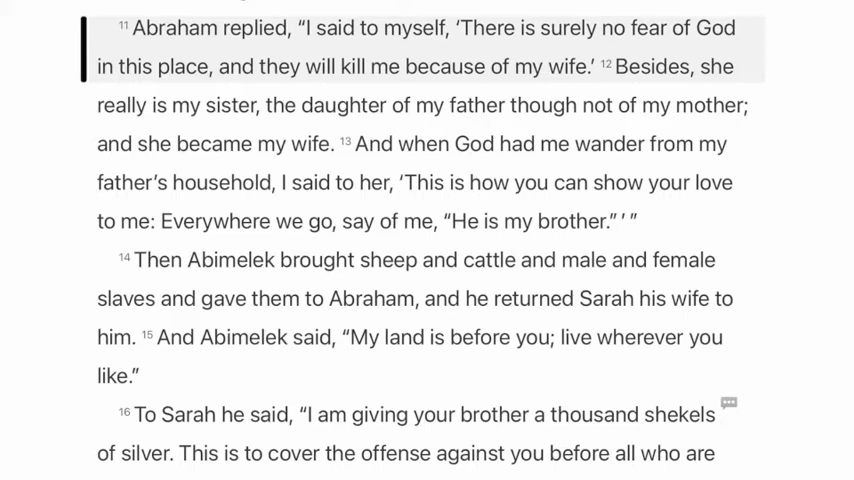 ¹¹ Abraham replied, “I said to myself, ‘There is surely no fear of God
in this place, and they will kill me because of my wife.’ ¹² Besides, she
really is my sister, the daughter of my father though not of my mother;
and she became my wife. ¹³ And when God had me wander from my
father’s household, I said to her, ‘This is how you can show your love
to me: Everywhere we go, say of me, “He is my brother.” ’ ”
¹⁴ Then Abimelek brought sheep and cattle and male and female
slaves and gave them to Abraham, and he returned Sarah his wife to
him. ¹⁵ And Abimelek said, “My land is before you; live wherever you
like.”
¹⁶ To Sarah he said, “I am giving your brother a thousand shekels
of silver. This is to cover the offense against you before all who are